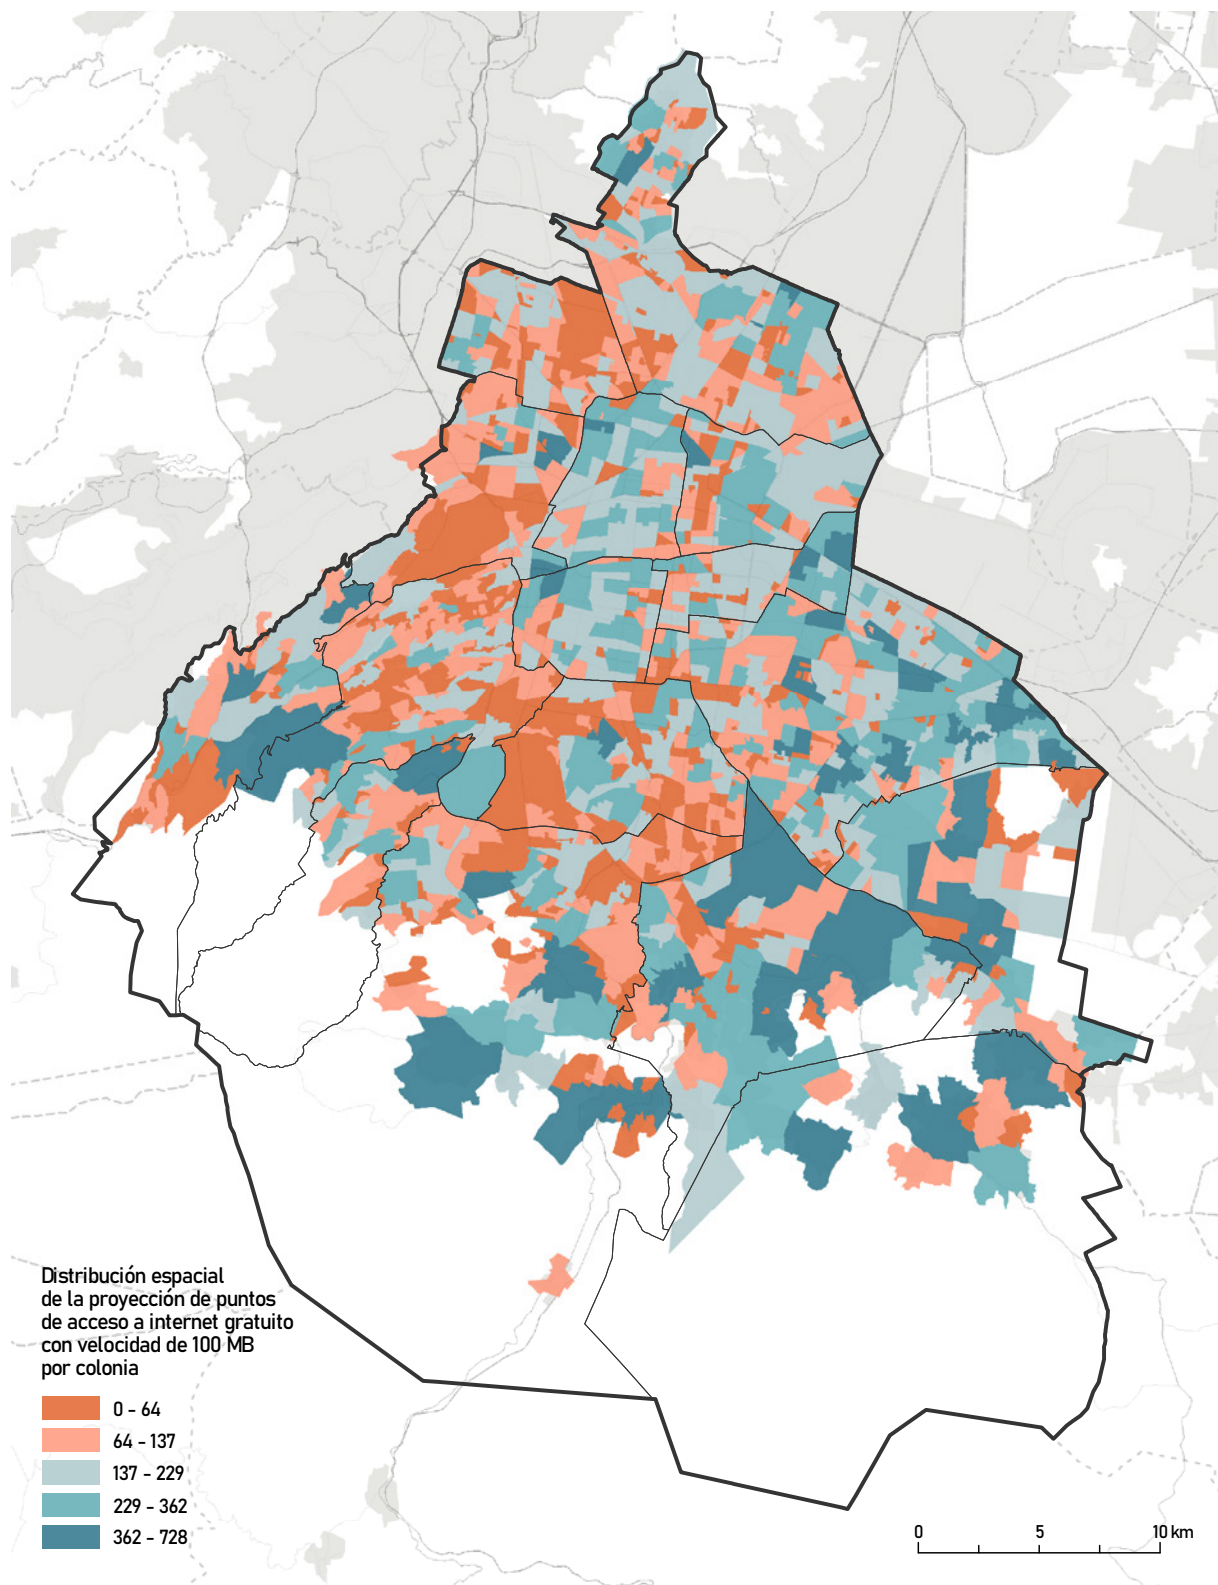 Distribución espacial
de la proyección de puntos
de acceso a internet gratuito
con velocidad de 100 MB
por colonia
0 - 64
64 - 137
137 - 229
229 - 362
362 - 728
0 5 10 km